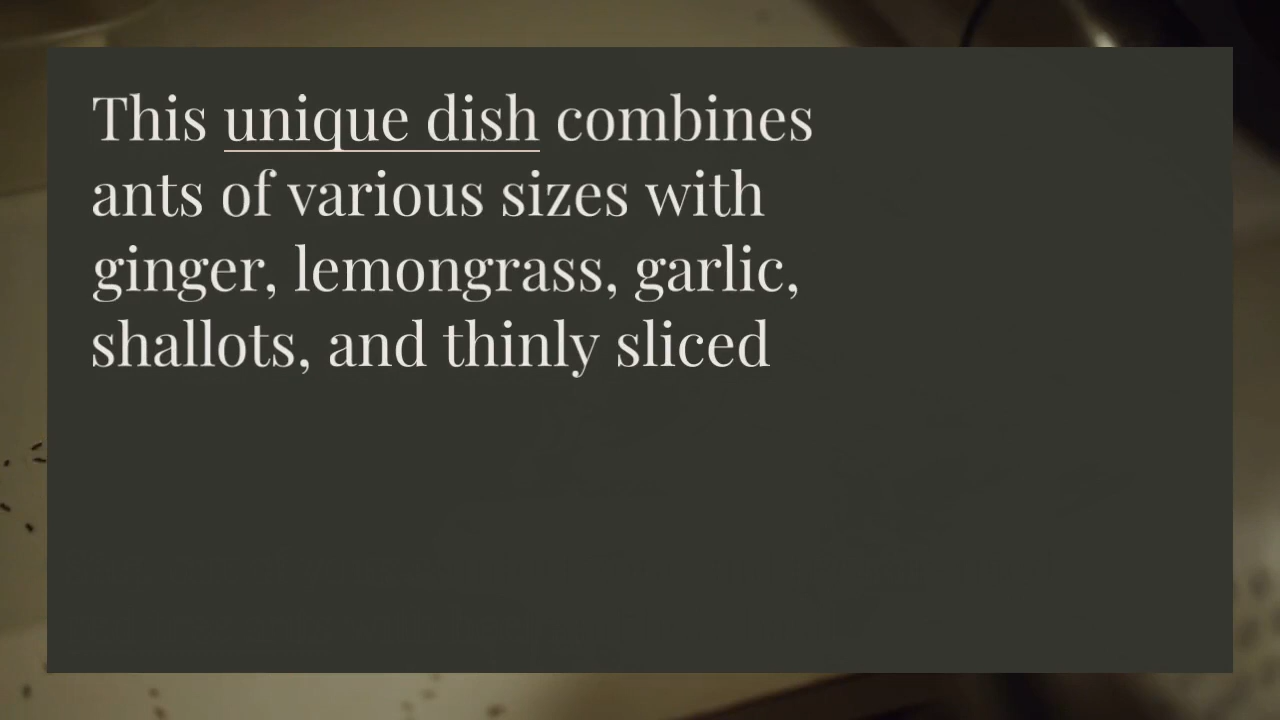 This unique dish combines
ants of various sizes with
ginger, lemongrass, garlic,
shallots, and thinly sliced